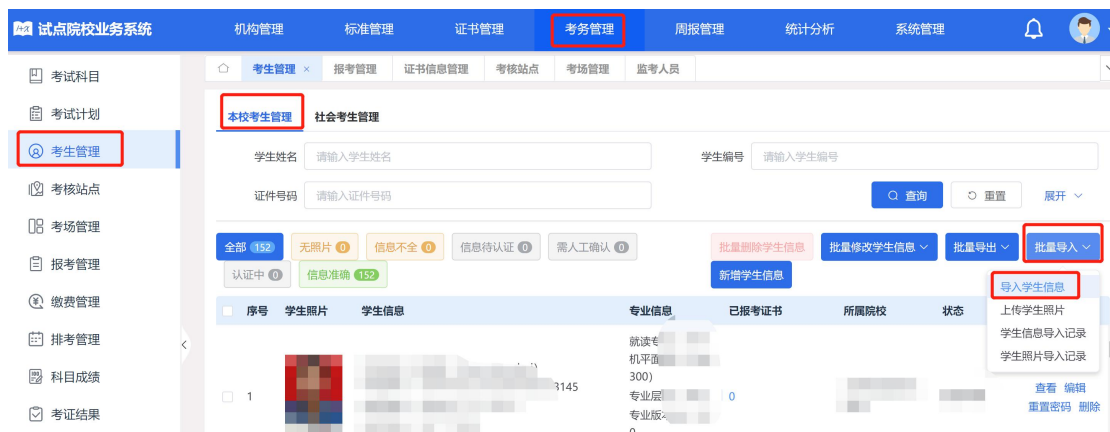 试点院校业务系统 机构管理 标准管理 证书管理 考务管理 周报管理 统计分析 系统管理
考生管理 × 报考管理 证书信息管理 考核站点 考场管理 监考人员
考试科目
考试计划
考生管理
考核站点
考场管理
报考管理
缴费管理
排考管理
科目成绩
考证结果
本校考生管理 社会考生管理
学生姓名 请输入学生姓名 学生编号 请输入学生编号
证件号码 请输入证件号码 查询 重置 展开
全部 152 无照片 0 信息不全 0 信息待认证 0 需人工确认 0 批量删除学生信息 批量修改学生信息 批量导出 批量导入
认证中 0 信息准确 152 新增学生信息
导入学生信息
上传学生照片
学生信息导入记录
学生照片导入记录
序号 学生照片 学生信息 专业信息 已报考证书 所属院校 状态
1 3145 0
就读专
机平面
300)
专业层
专业版本
查看 编辑
重置密码 删除